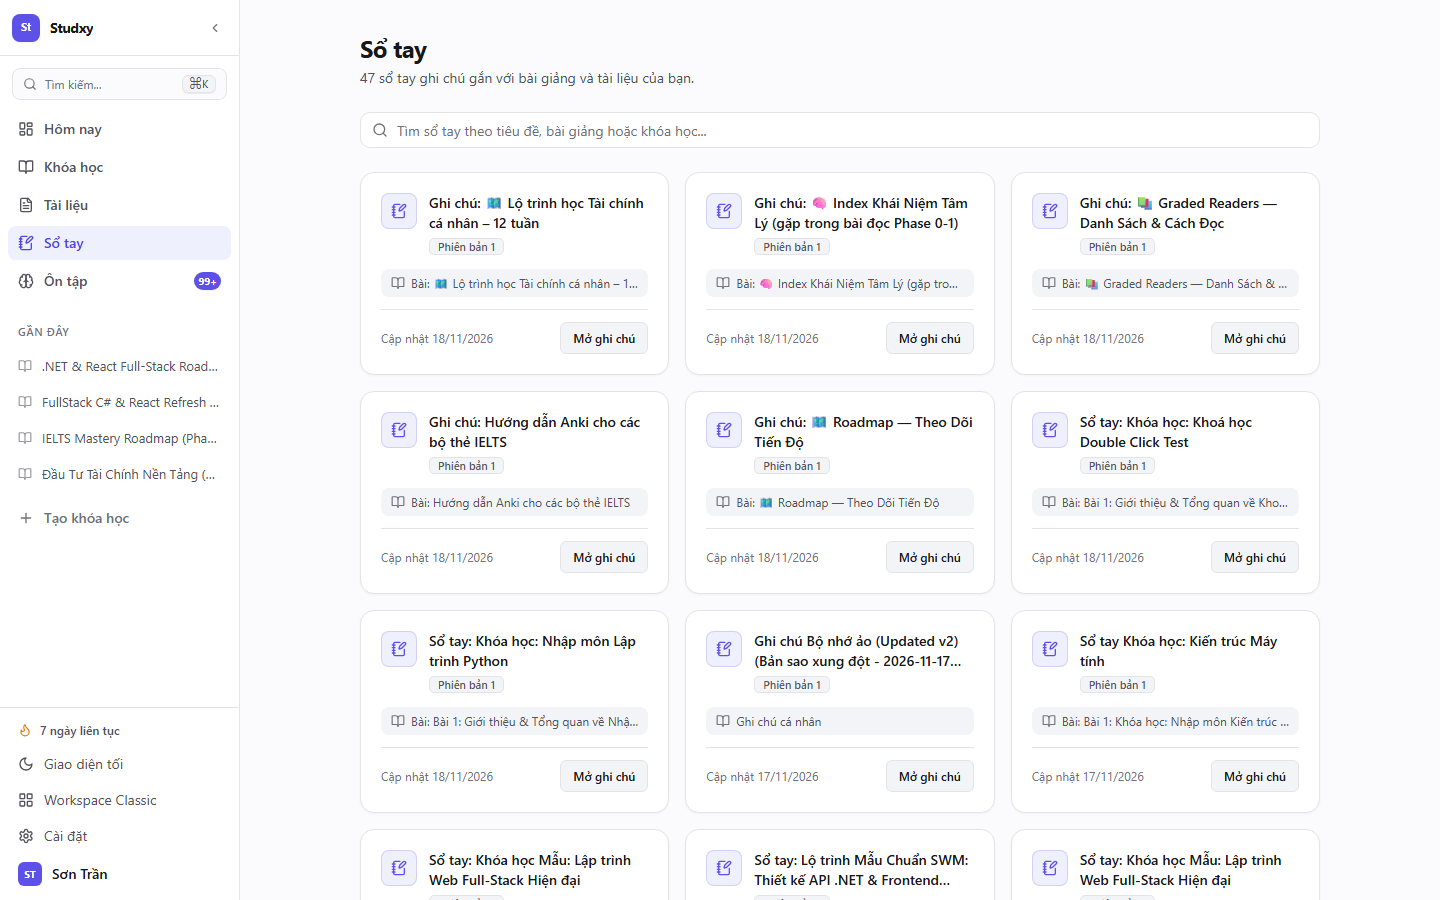 St Studxy
Tìm kiếm... ⌘K
Hôm nay
Khóa học
Tài liệu
Sổ tay
Ôn tập 99+
GẦN ĐÂY
.NET & React Full-Stack Road...
FullStack C# & React Refresh ...
IELTS Mastery Roadmap (Pha...
Đầu Tư Tài Chính Nền Tảng (...
Tạo khóa học
7 ngày liên tục
Giao diện tối
Workspace Classic
Cài đặt
ST Sơn Trần
Sổ tay
47 sổ tay ghi chú gắn với bài giảng và tài liệu của bạn.
Tìm sổ tay theo tiêu đề, bài giảng hoặc khóa học...
Ghi chú: 🗺️ Lộ trình học Tài chính
cá nhân – 12 tuần
Phiên bản 1
Bài: 🗺️ Lộ trình học Tài chính cá nhân – 1...
Cập nhật 18/11/2026
Mở ghi chú
Ghi chú: 🧠 Index Khái Niệm Tâm
Lý (gặp trong bài đọc Phase 0-1)
Phiên bản 1
Bài: 🧠 Index Khái Niệm Tâm Lý (gặp tro...
Cập nhật 18/11/2026
Mở ghi chú
Ghi chú: 📚 Graded Readers —
Danh Sách & Cách Đọc
Phiên bản 1
Bài: 📚 Graded Readers — Danh Sách & ...
Cập nhật 18/11/2026
Mở ghi chú
Ghi chú: Hướng dẫn Anki cho các
bộ thẻ IELTS
Phiên bản 1
Bài: Hướng dẫn Anki cho các bộ thẻ IELTS
Cập nhật 18/11/2026
Mở ghi chú
Ghi chú: 🗺️ Roadmap — Theo Dõi
Tiến Độ
Phiên bản 1
Bài: 🗺️ Roadmap — Theo Dõi Tiến Độ
Cập nhật 18/11/2026
Mở ghi chú
Sổ tay: Khóa học: Khoá học
Double Click Test
Phiên bản 1
Bài: Bài 1: Giới thiệu & Tổng quan về Kho...
Cập nhật 18/11/2026
Mở ghi chú
Sổ tay: Khóa học: Nhập môn Lập
trình Python
Phiên bản 1
Bài: Bài 1: Giới thiệu & Tổng quan về Nhậ...
Cập nhật 18/11/2026
Mở ghi chú
Ghi chú Bộ nhớ ảo (Updated v2)
(Bản sao xung đột - 2026-11-17...
Phiên bản 1
Ghi chú cá nhân
Cập nhật 17/11/2026
Mở ghi chú
Sổ tay Khóa học: Kiến trúc Máy
tính
Phiên bản 1
Bài: Bài 1: Khóa học: Nhập môn Kiến trúc ...
Cập nhật 17/11/2026
Mở ghi chú
Sổ tay: Khóa học Mẫu: Lập trình
Web Full-Stack Hiện đại
Sổ tay: Lộ trình Mẫu Chuẩn SWM:
Thiết kế API .NET & Frontend...
Sổ tay: Khóa học Mẫu: Lập trình
Web Full-Stack Hiện đại